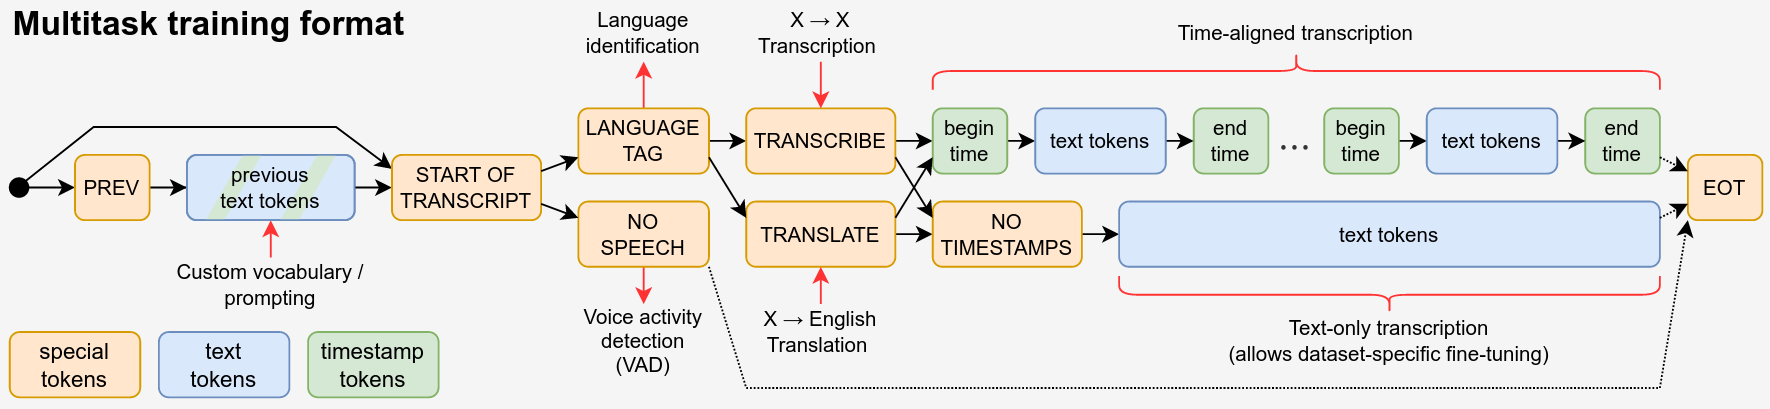 Multitask training format
Language
identification
X → X
Transcription
Time-aligned transcription
PREV
previous
text tokens
START OF
TRANSCRIPT
LANGUAGE
TAG
NO
SPEECH
TRANSCRIBE
TRANSLATE
begin
time
text tokens
end
time
...
begin
time
text tokens
end
time
NO
TIMESTAMPS
text tokens
EOT
Custom vocabulary /
prompting
Voice activity
detection
(VAD)
X → English
Translation
Text-only transcription
(allows dataset-specific fine-tuning)
special
tokens
text
tokens
timestamp
tokens